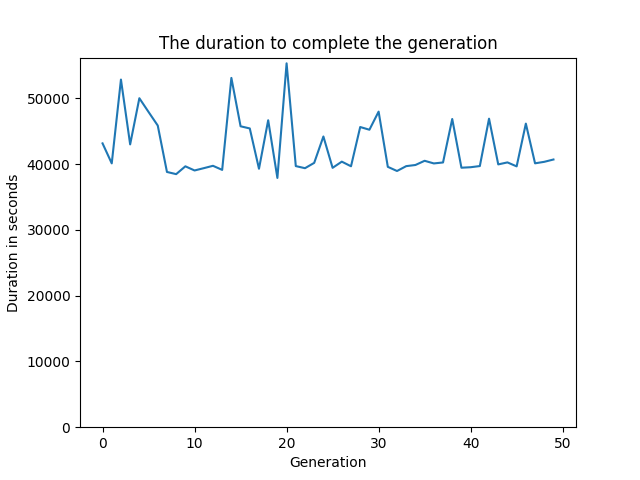 The duration to complete the generation
Duration in seconds
50000
40000
30000
20000
10000
0
0 10 20 30 40 50
Generation